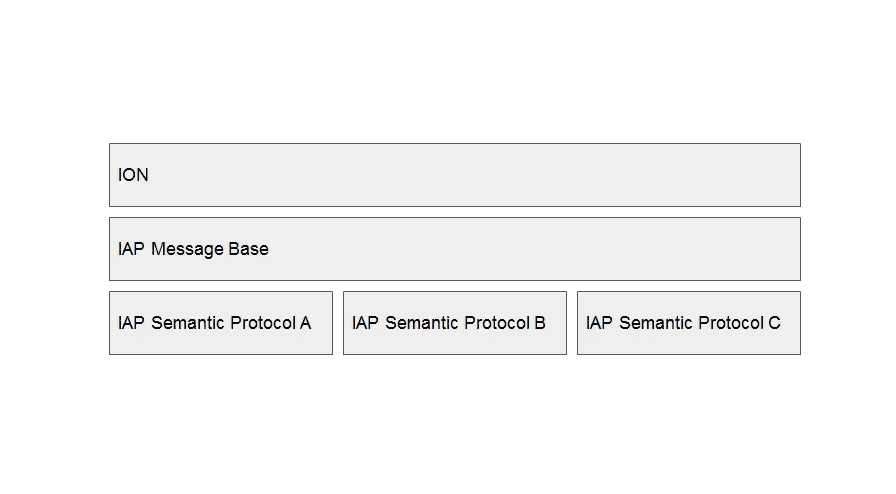 ION
IAP Message Base
IAP Semantic Protocol A
IAP Semantic Protocol B
IAP Semantic Protocol C